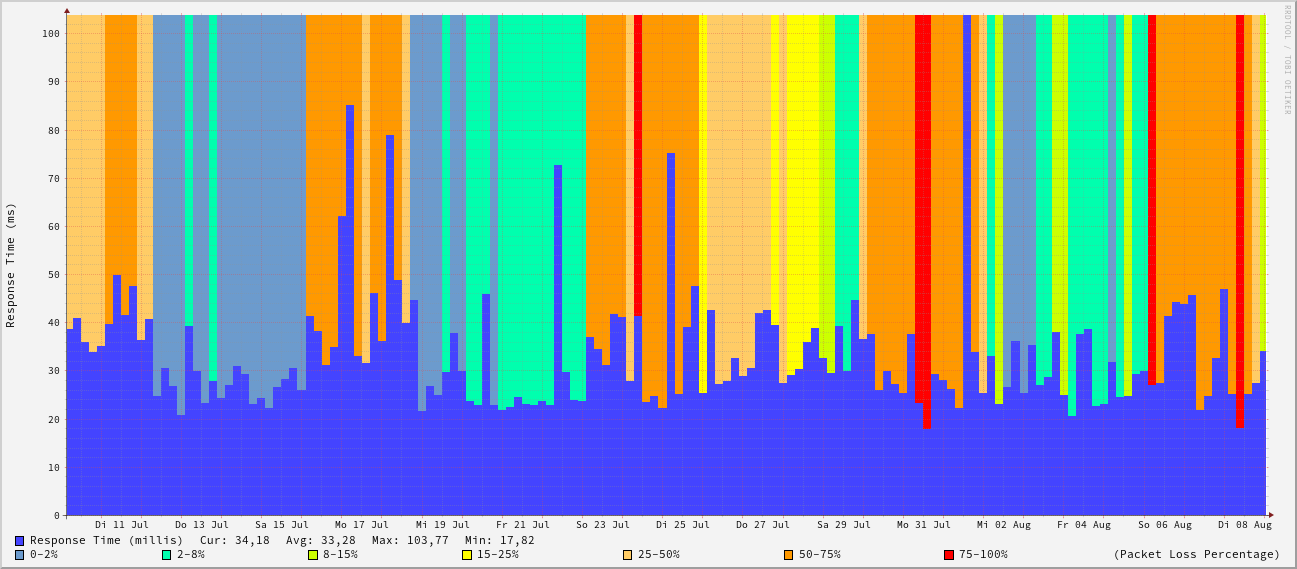 RRDTOOL / TOBI OETIKER
Response Time (ms)
100
90
80
70
60
50
40
30
20
10
0
Di 11 Jul Do 13 Jul Sa 15 Jul Mo 17 Jul Mi 19 Jul Fr 21 Jul So 23 Jul Di 25 Jul Do 27 Jul Sa 29 Jul Mo 31 Jul Mi 02 Aug Fr 04 Aug So 06 Aug Di 08 Aug
Response Time (millis) Cur: 34,18 Avg: 33,28 Max: 103,77 Min: 17,82
0-2% 2-8% 8-15% 15-25% 25-50% 50-75% 75-100% (Packet Loss Percentage)